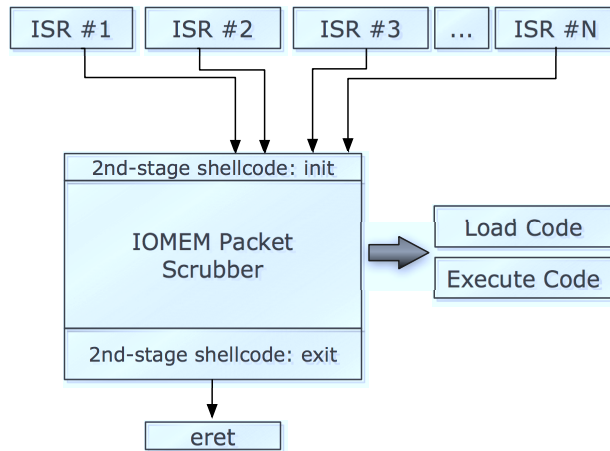 ISR #1 ISR #2 ISR #3 ... ISR #N
2nd-stage shellcode: init
IOMEM Packet
Scrubber
Load Code
Execute Code
2nd-stage shellcode: exit
eret